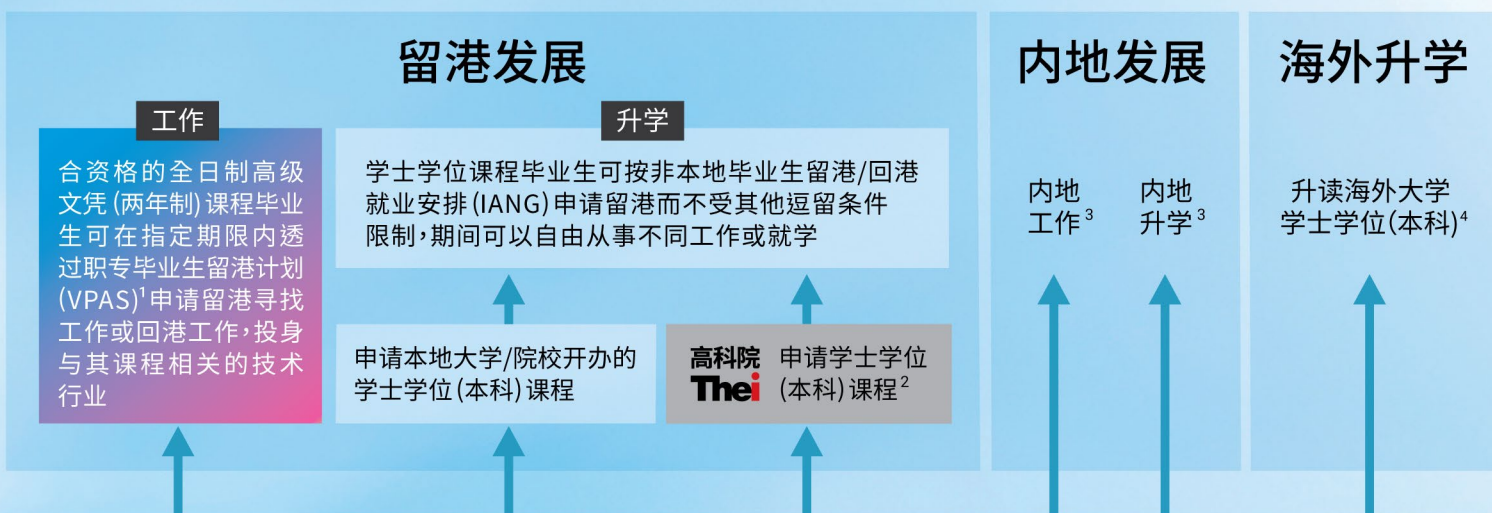 留港发展
工作
合资格的全日制高级
文凭(两年制)课程毕业
生可在指定期限内透
过职专毕业生留港计划
(VPAS)¹申请留港寻找
工作或回港工作,投身
与其课程相关的技术
行业
升学
学士学位课程毕业生可按非本地毕业生留港/回港
就业安排(IANG)申请留港而不受其他逗留条件
限制,期间可以自由从事不同工作或就学
申请本地大学/院校开办的
学士学位(本科)课程
高科院
Thei
申请学士学位
(本科)课程²
内地发展
内地
工作³
内地
升学³
海外升学
升读海外大学
学士学位(本科)⁴